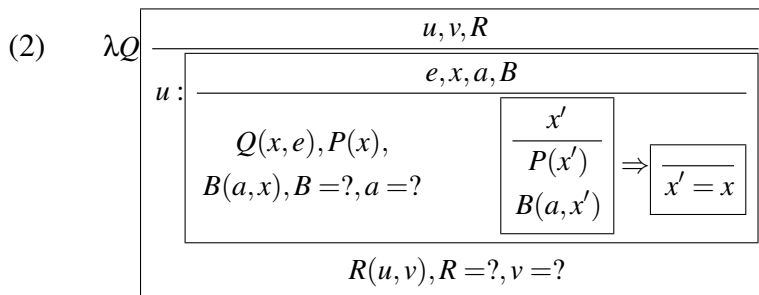 (2) λQ u,v,R
u : e,x,a,B
Q(x,e),P(x),
B(a,x),B =?,a =?
x′
P(x′)
B(a,x′)
⇒
x′ = x
R(u,v),R =?,v =?